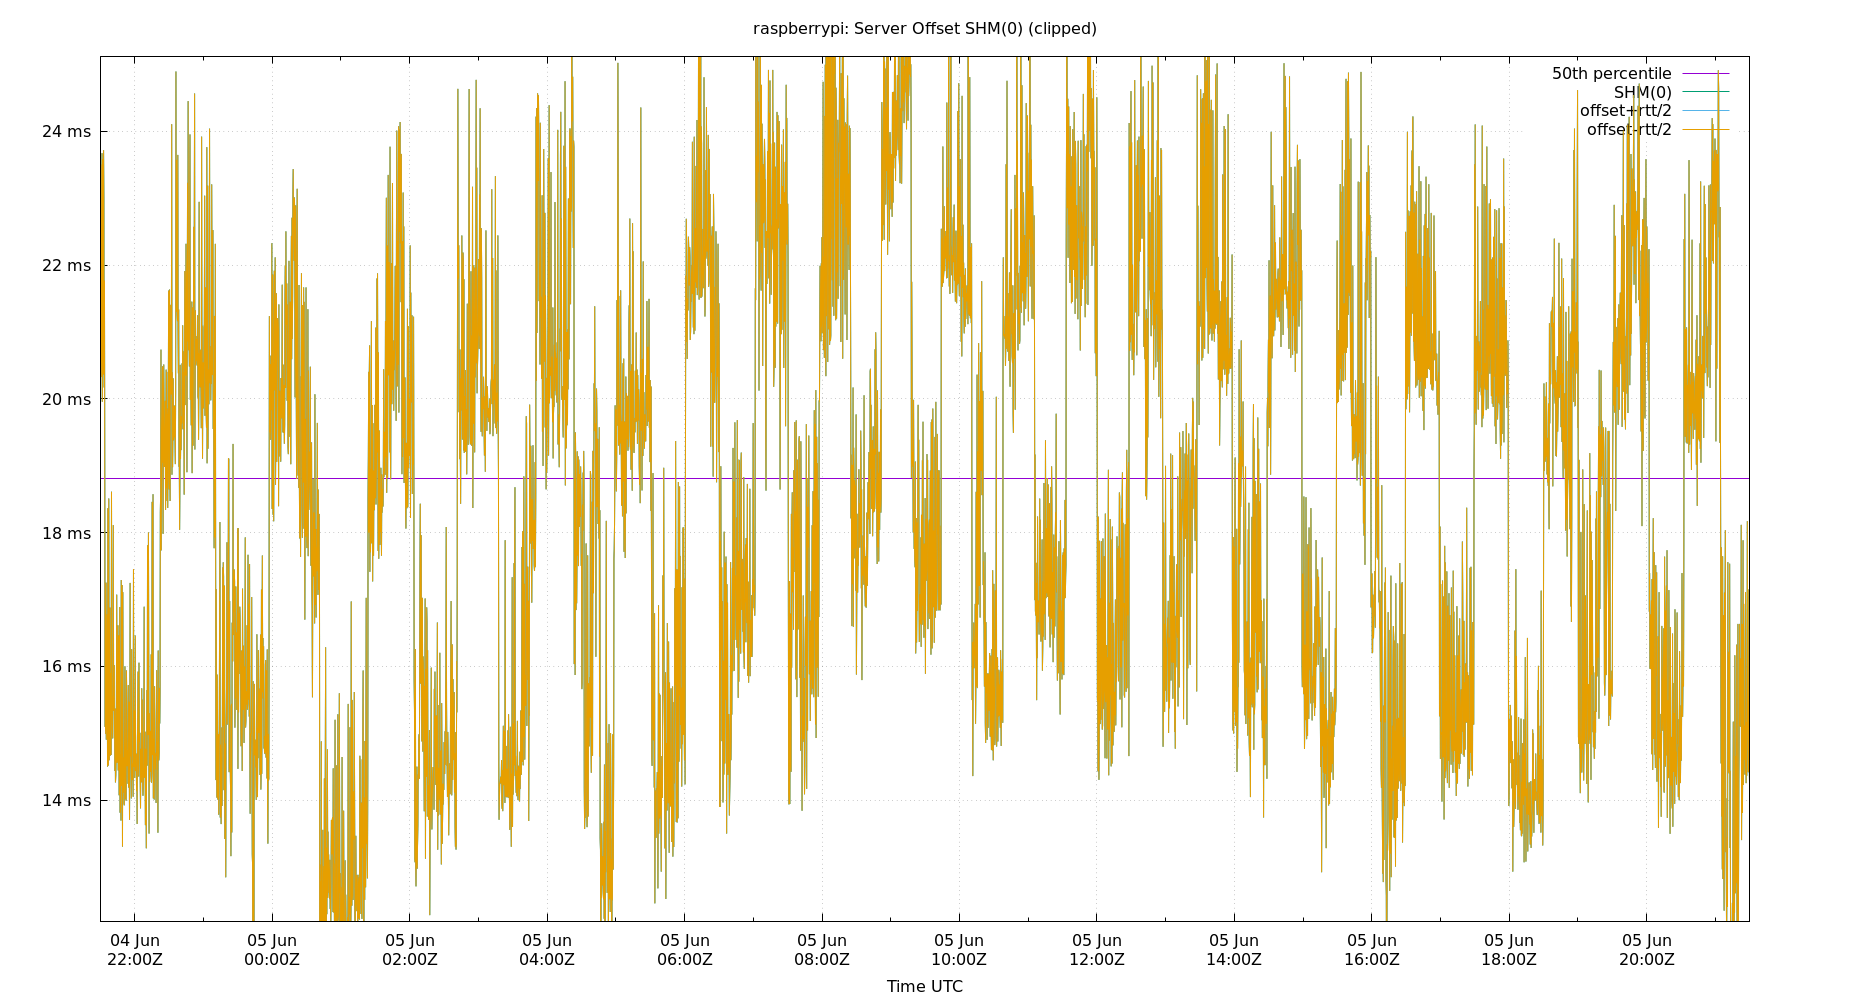 raspberrypi: Server Offset SHM(0) (clipped)
50th percentile
SHM(0)
offset+rtt/2
offset-rtt/2
24 ms
22 ms
20 ms
18 ms
16 ms
14 ms
04 Jun 05 Jun 05 Jun 05 Jun 05 Jun 05 Jun 05 Jun 05 Jun 05 Jun 05 Jun 05 Jun 05 Jun
22:00Z 00:00Z 02:00Z 04:00Z 06:00Z 08:00Z 10:00Z 12:00Z 14:00Z 16:00Z 18:00Z 20:00Z
Time UTC